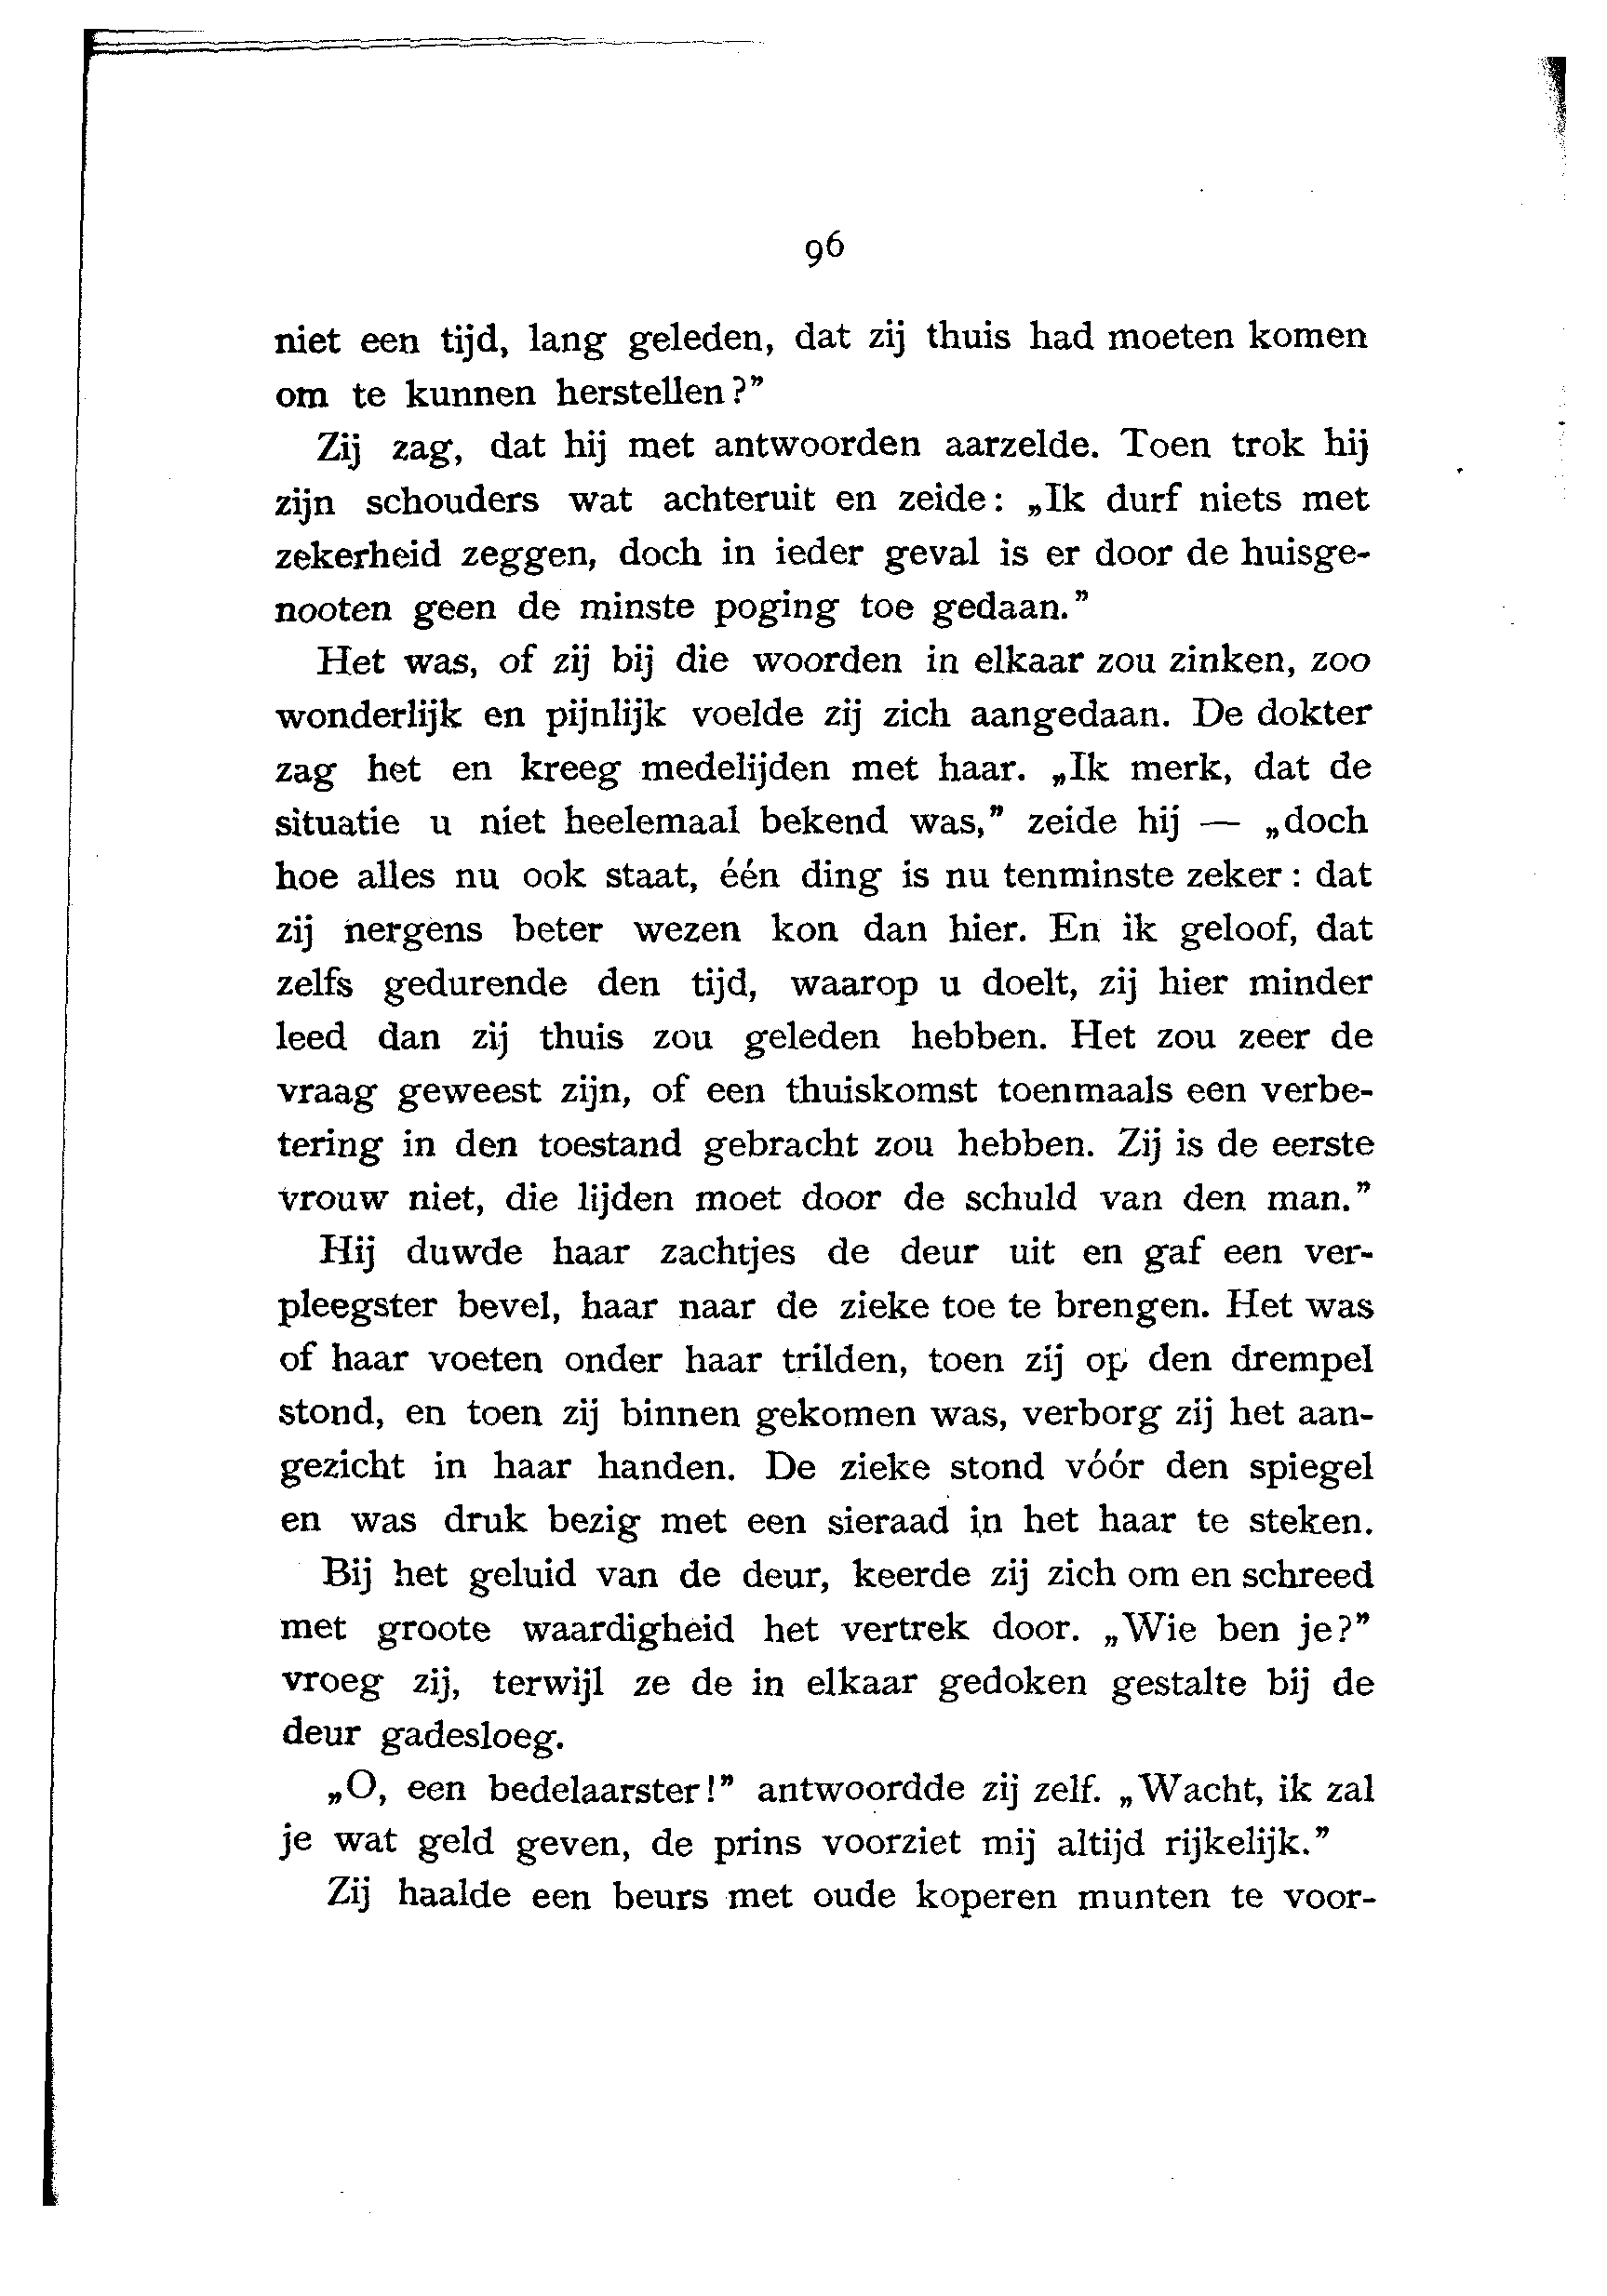 96
niet een tijd, lang geleden, dat zij thuis had moeten komen
om te kunnen herstellen?”
Zij zag, dat hij met antwoorden aarzelde. Toen trok hij
zijn schouders wat achteruit en zeide: „Ik durf niets met
zekerheid zeggen, doch in ieder geval is er door de huisge-
nooten geen de minste poging toe gedaan.”
Het was, of zij bij die woorden in elkaar zou zinken, zoo
wonderlijk en pijnlijk voelde zij zich aangedaan. De dokter
zag het en kreeg medelijden met haar. „Ik merk, dat de
situatie u niet heelemaal bekend was,” zeide hij — „doch
hoe alles nu ook staat, één ding is nu tenminste zeker: dat
zij nergens beter wezen kon dan hier. En ik geloof, dat
zelfs gedurende den tijd, waarop u doelt, zij hier minder
leed dan zij thuis zou geleden hebben. Het zou zeer de
vraag geweest zijn, of een thuiskomst toenmaals een verbe-
tering in den toestand gebracht zou hebben. Zij is de eerste
vrouw niet, die lijden moet door de schuld van den man.”
Hij duwde haar zachtjes de deur uit en gaf een ver-
pleegster bevel, haar naar de zieke toe te brengen. Het was
of haar voeten onder haar trilden, toen zij op den drempel
stond, en toen zij binnen gekomen was, verborg zij het aan-
gezicht in haar handen. De zieke stond vóór den spiegel
en was druk bezig met een sieraad in het haar te steken.
Bij het geluid van de deur, keerde zij zich om en schreed
met groote waardigheid het vertrek door. „Wie ben je?”
vroeg zij, terwijl ze de in elkaar gedoken gestalte bij de
deur gadesloeg.
„O, een bedelaarster!” antwoordde zij zelf. „Wacht, ik zal
je wat geld geven, de prins voorziet mij altijd rijkelijk.”
Zij haalde een beurs met oude koperen munten te voor-